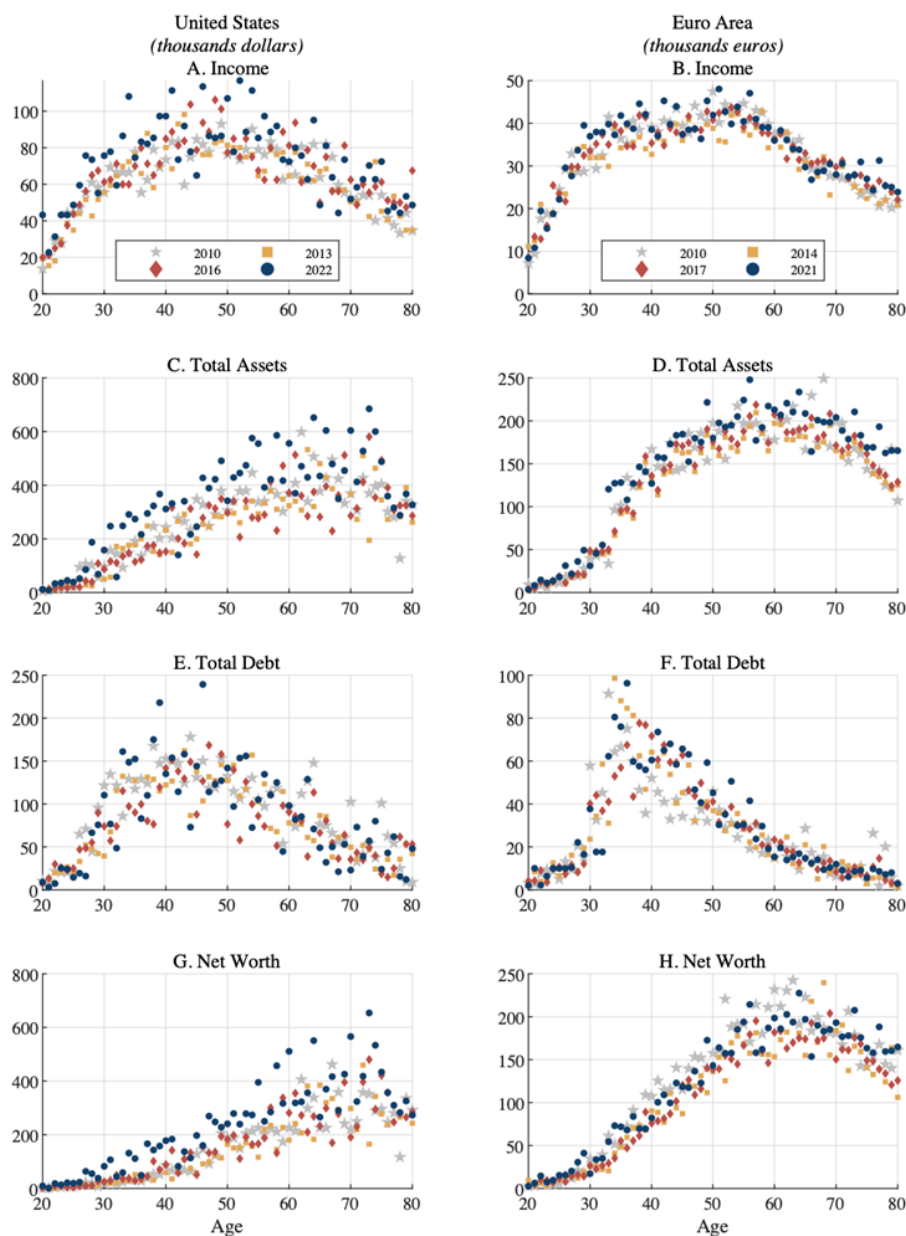 United States
(thousands dollars)
A. Income
100
80
60
40
20
0
2010 2013
2016 2022
20 30 40 50 60 70 80
Euro Area
(thousands euros)
B. Income
50
40
30
20
10
0
2010 2014
2017 2021
20 30 40 50 60 70 80
C. Total Assets
800
600
400
200
0
20 30 40 50 60 70 80
D. Total Assets
250
200
150
100
50
0
20 30 40 50 60 70 80
E. Total Debt
250
200
150
100
50
0
20 30 40 50 60 70 80
F. Total Debt
100
80
60
40
20
0
20 30 40 50 60 70 80
G. Net Worth
800
600
400
200
0
20 30 40 50 60 70 80
Age
H. Net Worth
250
200
150
100
50
0
20 30 40 50 60 70 80
Age